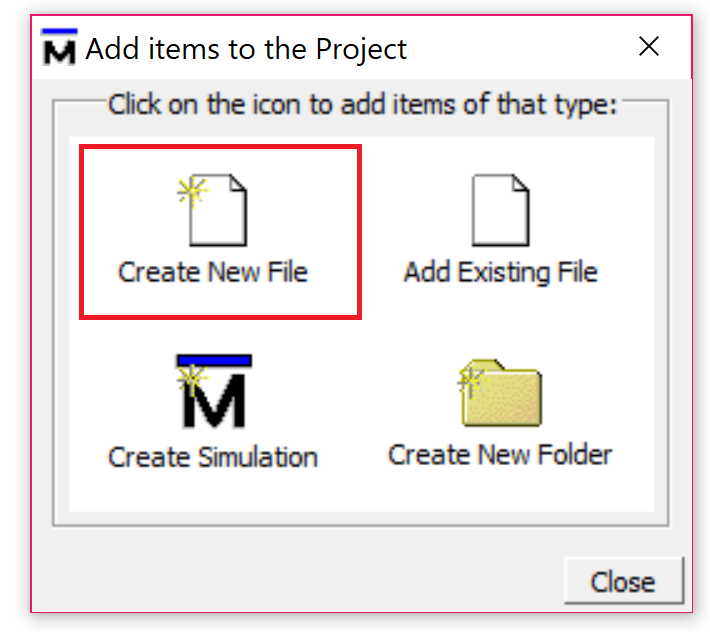 Add items to the Project
Click on the icon to add items of that type:
Create New File
Add Existing File
Create Simulation
Create New Folder
Close